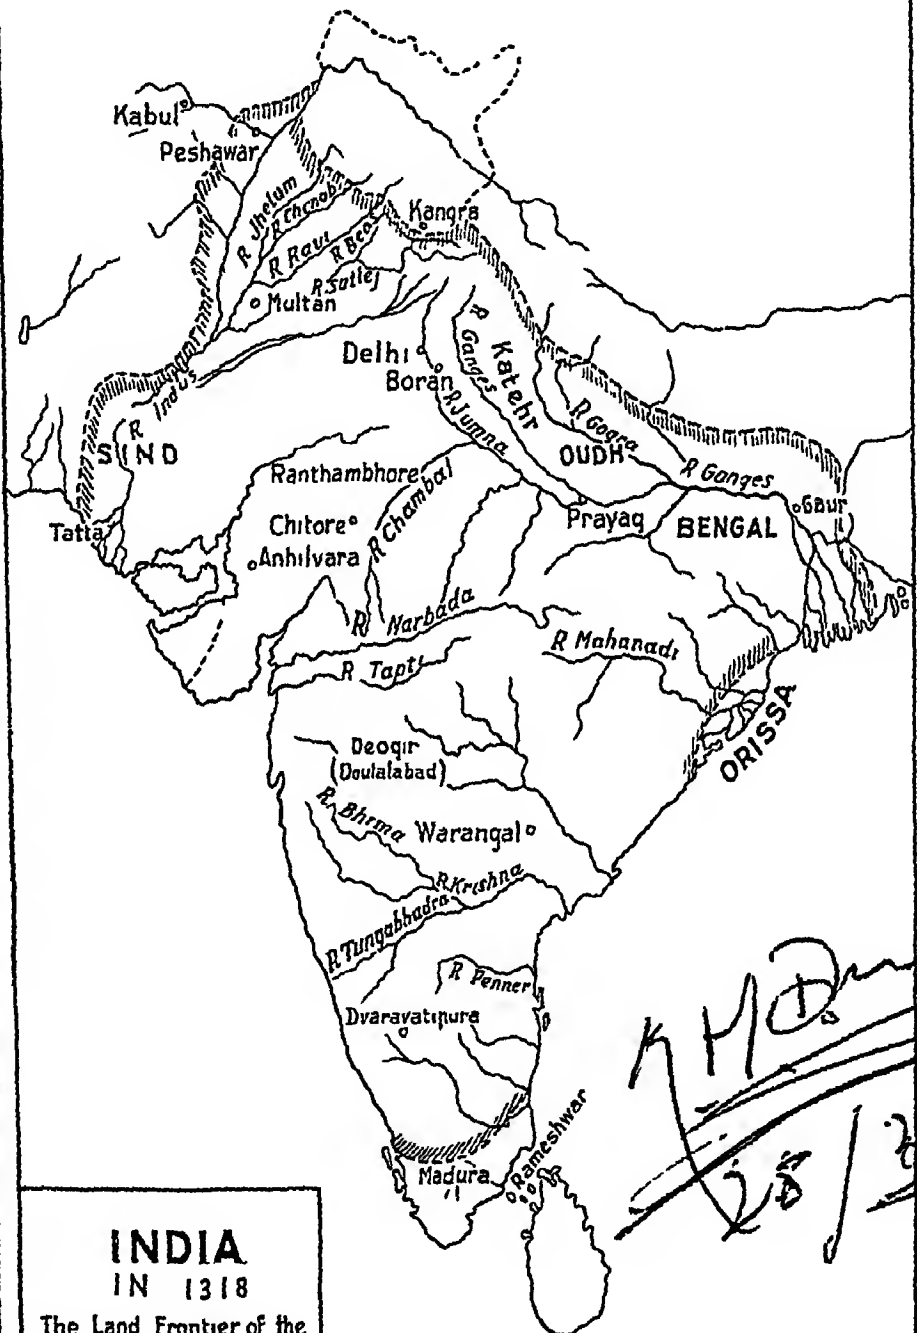 Kabul
Peshawar
R Jhelum
R Chenab
R Ravi
R Beas
Kangra
R Sutlej
Multan
R Indus
SIND
Tatta
Delhi
Boran
R Ganges
Katehr
R Jumna
R Gogra
OUDH
R Ganges
Ranthambhore
R Chambal
Chitore
Anhilvara
Prayag
BENGAL
Gaur
R Narbada
R Tapti
R Mahanadi
ORISSA
Deogir
(Doulalabad)
R. Bhima
Warangal
R Krishna
R Tungabhadra
R Penner
Dvaravatipura
Rameshwar
Madura
INDIA
IN 1318
The Land Frontier of the